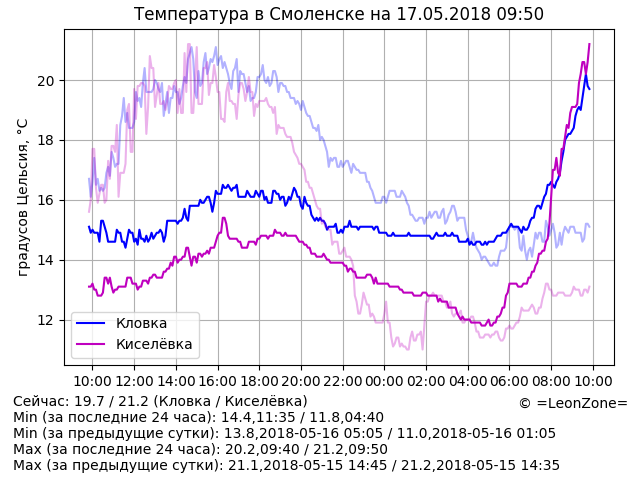 Температура в Смоленске на 17.05.2018 09:50
градусов Цельсия, °C
20
18
16
14
12
Кловка
Киселёвка
10:00 12:00 14:00 16:00 18:00 20:00 22:00 00:00 02:00 04:00 06:00 08:00 10:00
Сейчас: 19.7 / 21.2 (Кловка / Киселёвка)
© =LeonZone=
Min (за последние 24 часа): 14.4,11:35 / 11.8,04:40
Min (за предыдущие сутки): 13.8,2018-05-16 05:05 / 11.0,2018-05-16 01:05
Max (за последние 24 часа): 20.2,09:40 / 21.2,09:50
Max (за предыдущие сутки): 21.1,2018-05-15 14:45 / 21.2,2018-05-15 14:35